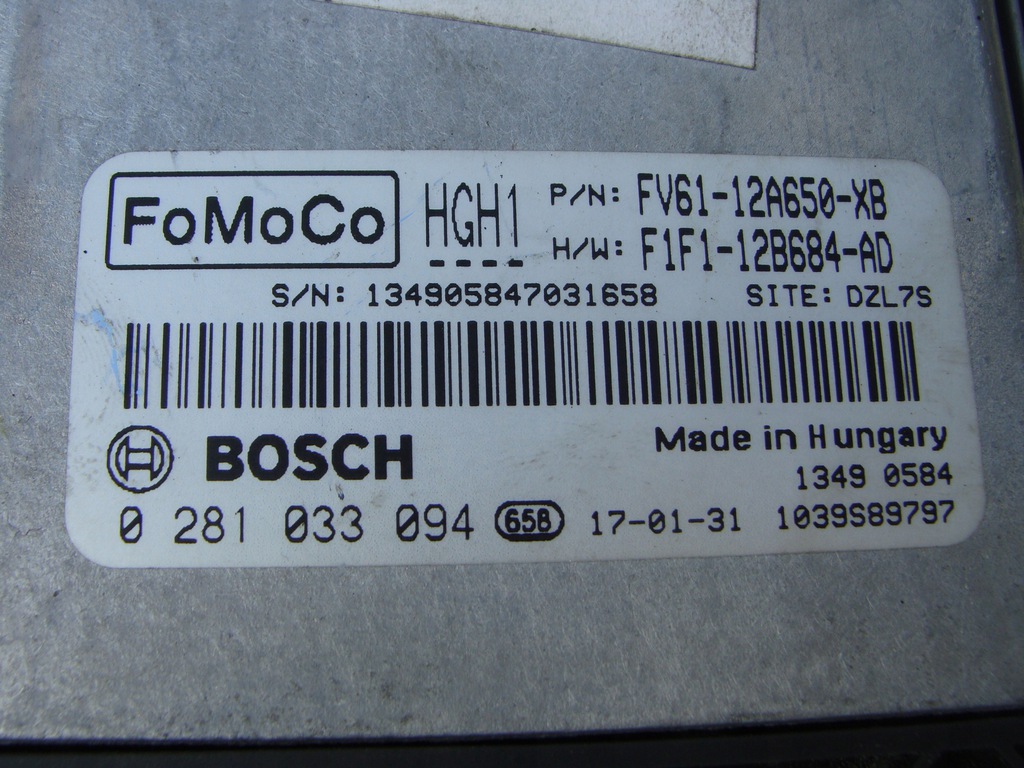 FoMoCo HGH1 P/N: FV61-12A650-XB
H/W: F1F1-12B684-AD
S/N: 134905847031658 SITE: DZL7S
BOSCH Made in Hungary
1349 0584
0 281 033 094 658 17-01-31 1039S89797